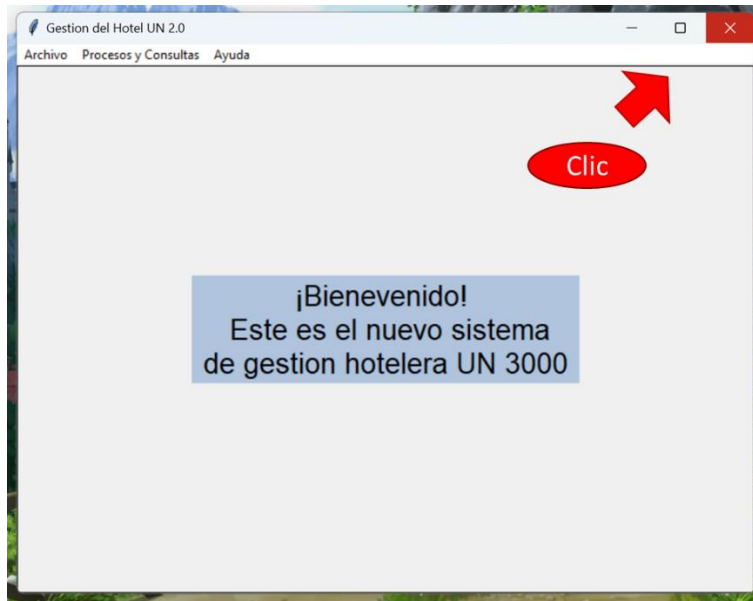 Gestion del Hotel UN 2.0
Archivo Procesos y Consultas Ayuda
Clic
¡Bienevenido!
Este es el nuevo sistema
de gestion hotelera UN 3000